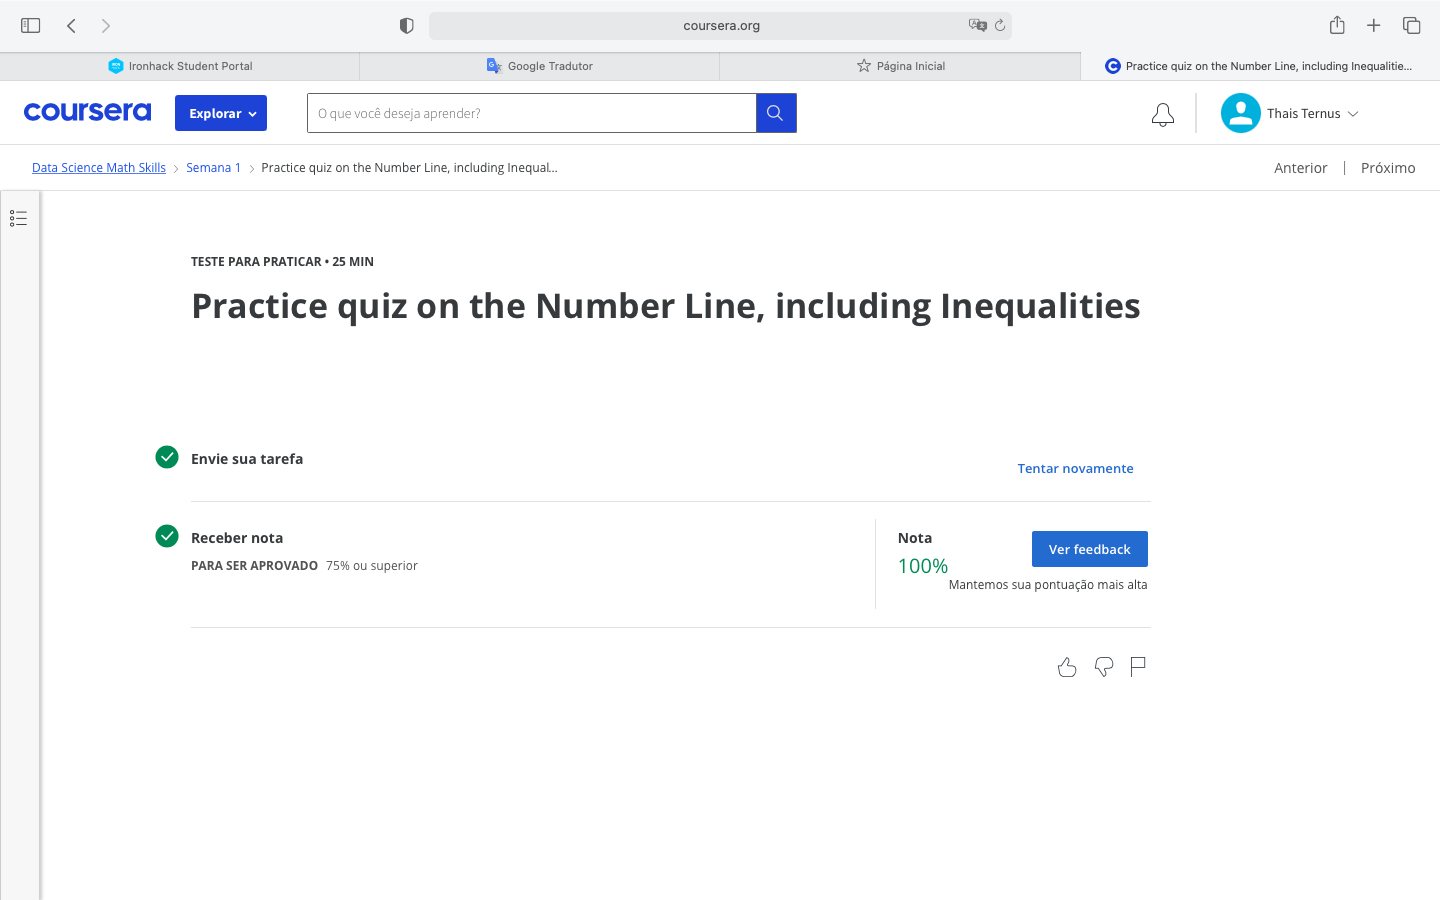 coursera.org
Ironhack Student Portal
Google Tradutor
Página Inicial
Practice quiz on the Number Line, including Inequalitie...
coursera
Explorar
O que você deseja aprender?
Thais Ternus
Data Science Math Skills
Semana 1
Practice quiz on the Number Line, including Inequal...
Anterior
Próximo
TESTE PARA PRATICAR • 25 MIN
Practice quiz on the Number Line, including Inequalities
Envie sua tarefa
Tentar novamente
Receber nota
PARA SER APROVADO 75% ou superior
Nota
100%
Ver feedback
Mantemos sua pontuação mais alta